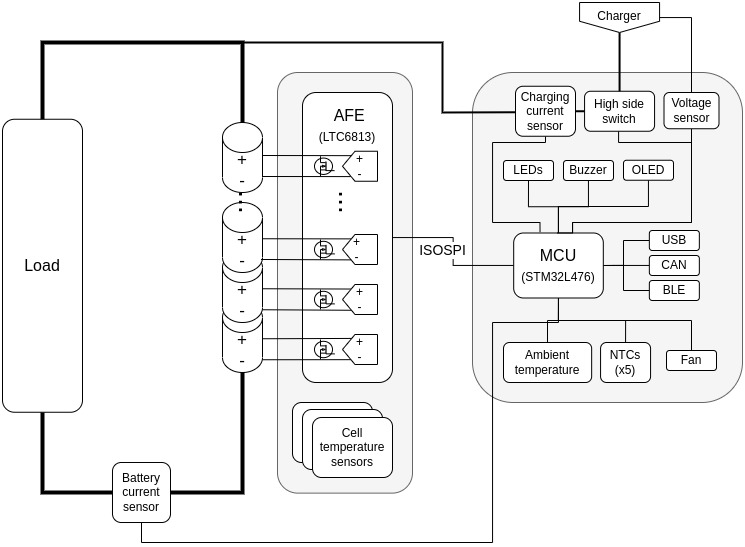 Charger
Charging
current
sensor
High side
switch
Voltage
sensor
AFE
(LTC6813)
+
-
+
-
LEDs
Buzzer
OLED
+
-
+
-
ISOSPI
MCU
(STM32L476)
USB
CAN
BLE
Load
+
-
+
-
+
-
+
-
Ambient
temperature
NTCs
(x5)
Fan
Cell
temperature
sensors
Battery
current
sensor